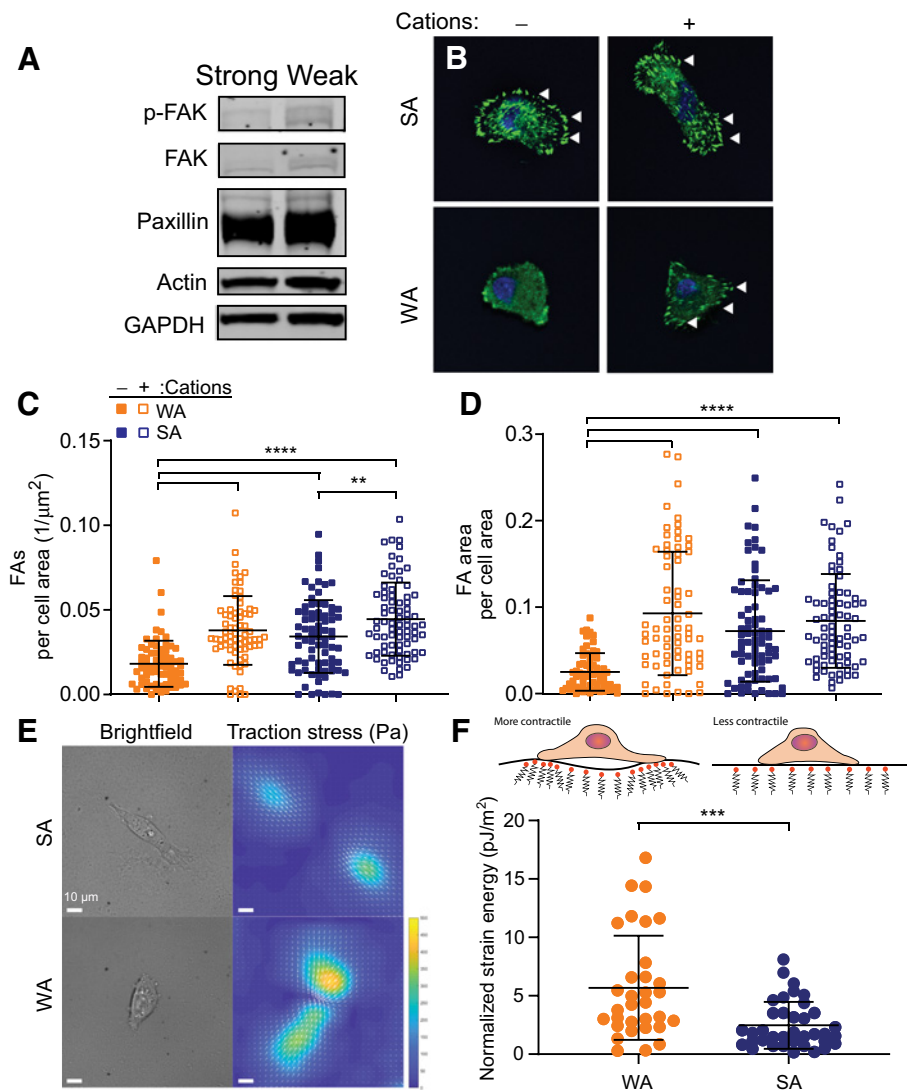 Cations: – +
A
Strong Weak
p-FAK
FAK
Paxillin
Actin
GAPDH
B
SA
WA
C
– + :Cations
WA
SA
FAs
per cell area (1/µm²)
0.15
0.10
0.05
0.00
****
**
D
FA area
per cell area
0.3
0.2
0.1
0.0
****
E
Brightfield
Traction stress (Pa)
SA
10 µm
WA
F
More contractile
Less contractile
Normalized strain energy (pJ/m²)
20
15
10
5
0
***
WA
SA